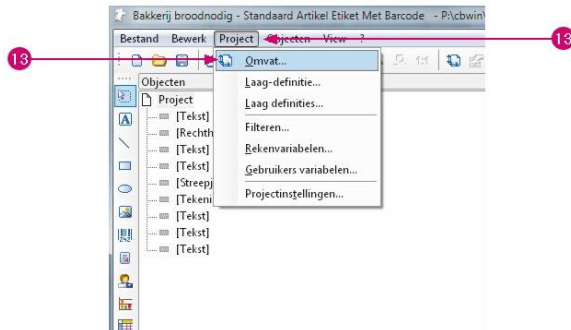 Bakkerij broodnodig - Standaard Artikel Etiket Met Barcode - P:\cbwin\
Bestand Bewerk Project Objecten View ?
13
13
Omvat...
Objecten
Laag-definitie...
Project
Laag definities...
[Tekst]
Filteren...
[Rechth
[Tekst]
Rekenvariabelen...
[Tekst]
Gebruikers variabelen...
[Streepj
Projectinstellingen...
[Tekeni
[Tekst]
[Tekst]
[Tekst]